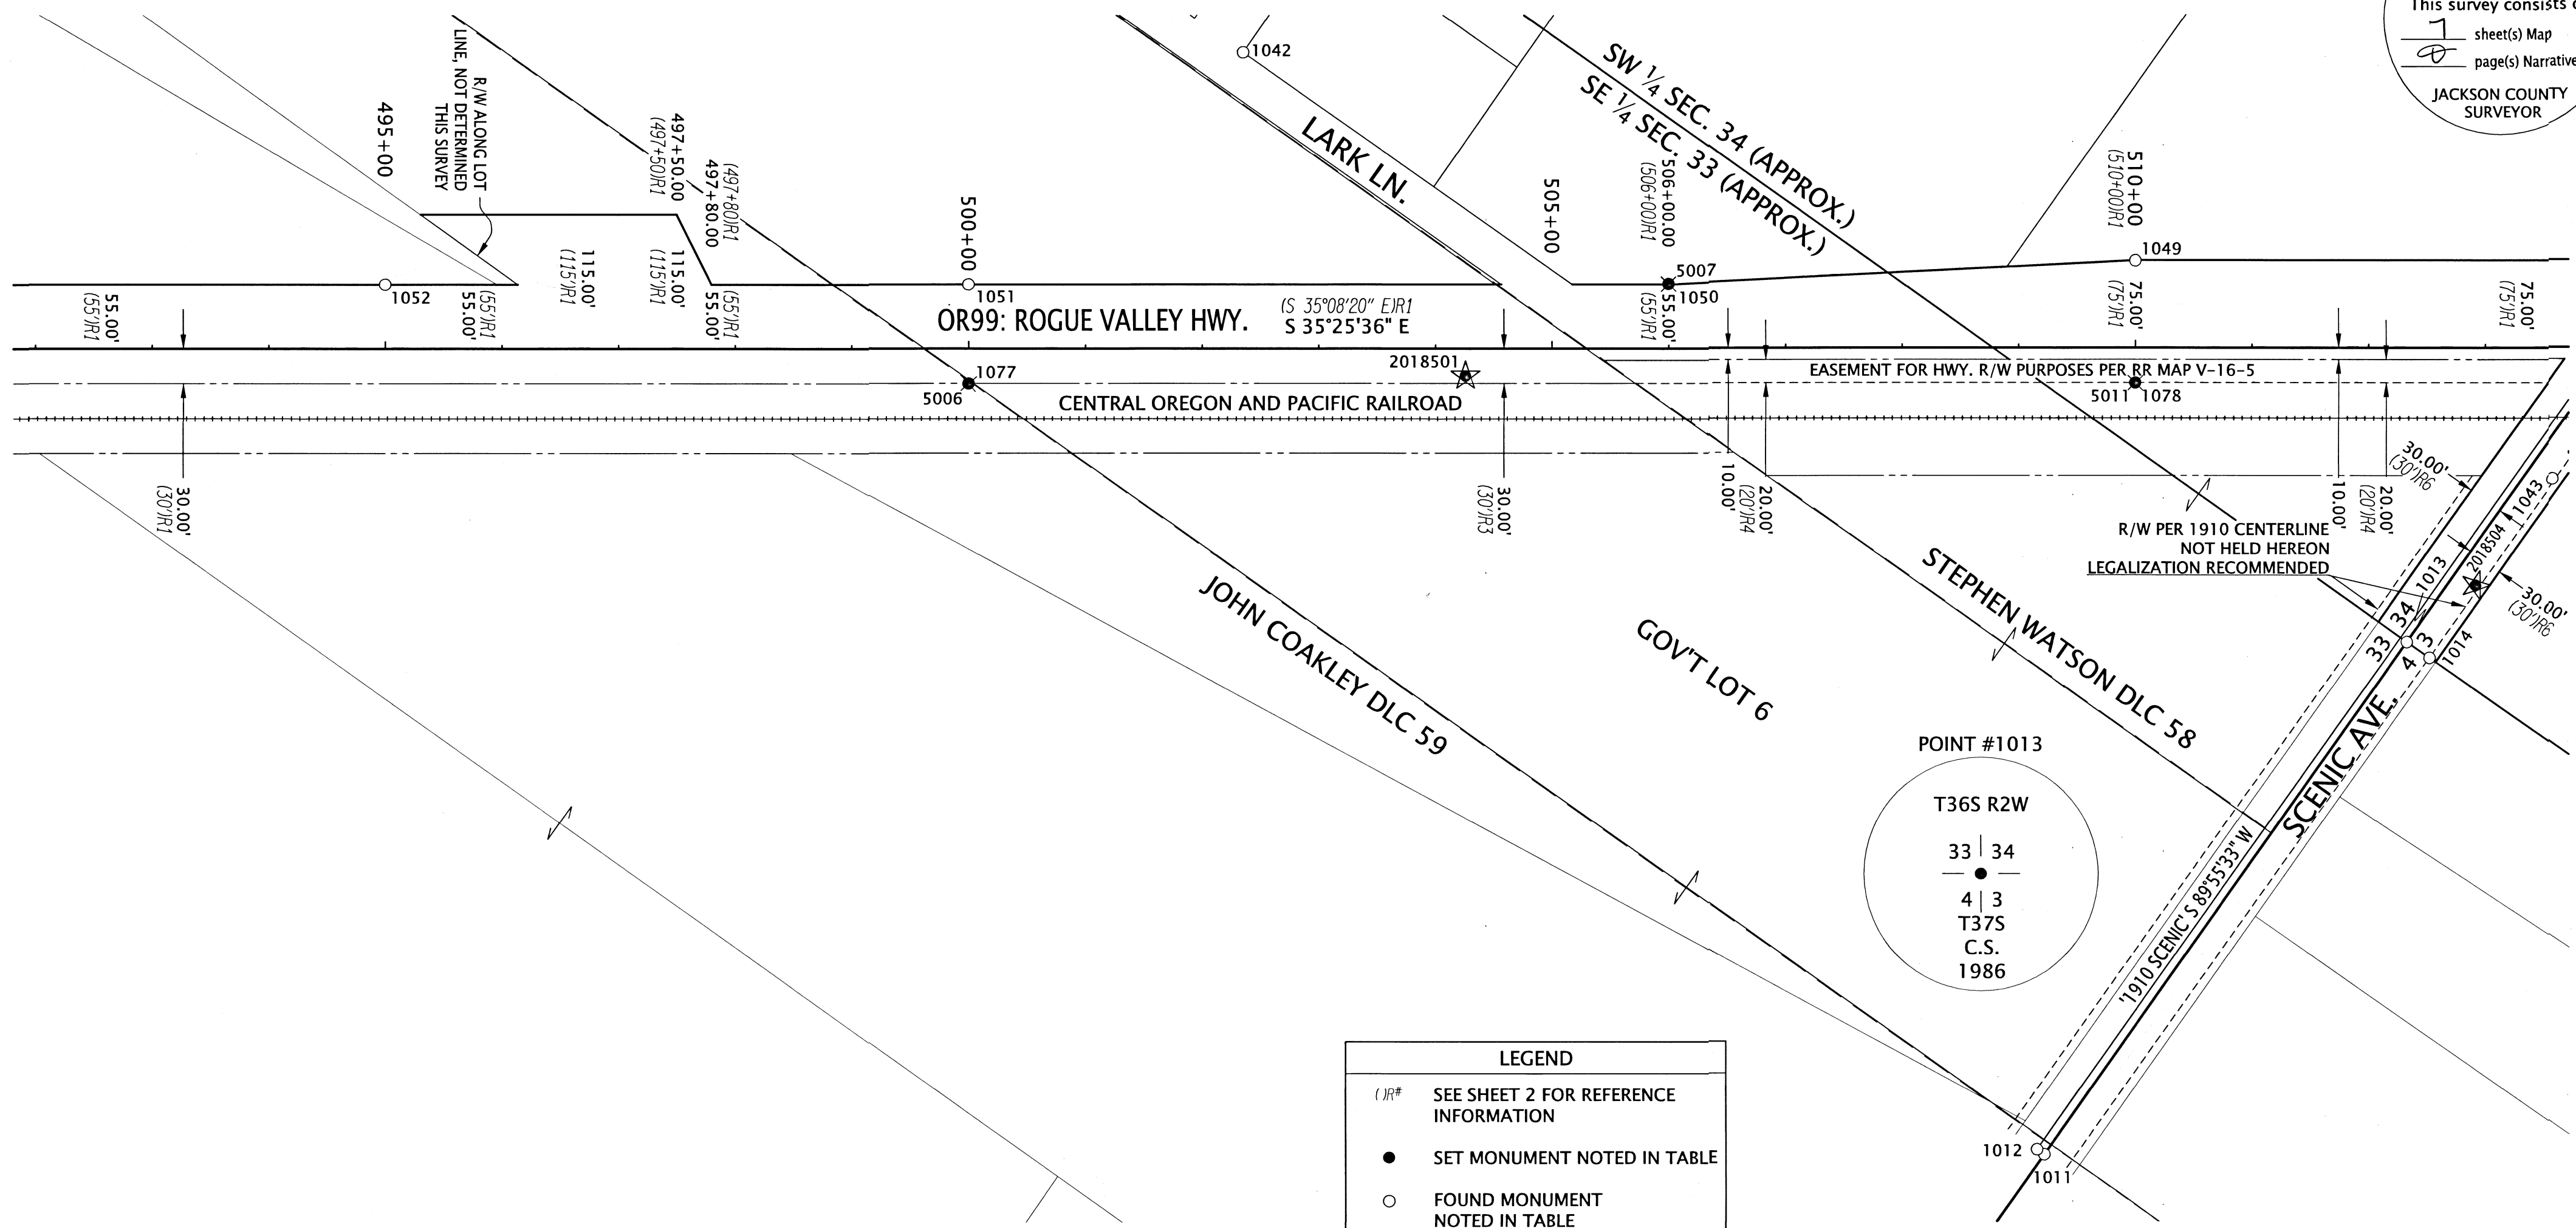 This survey consists
7 sheet(s) Map
0 page(s) Narrative
JACKSON COUNTY
SURVEYOR
1042
SW 1/4 SEC. 34 (APPROX.)
SE 1/4 SEC. 33 (APPROX.)
LARK LN.
R/W ALONG LOT
LINE, NOT DETERMINED
THIS SURVEY
495+00
497+50.00
(497+50)R1
(497+80)R1
497+80.00
500+00
505+00
506+00.00
(506+00)R1
510+00
(510+00)R1
1052
1051
5007
1050
1049
55.00'
(55')R1
(55')R1
55.00'
115.00'
(115')R1
115.00'
(115')R1
(55')R1
55.00'
55.00'
(55')R1
75.00'
(75')R1
75.00'
(75')R1
OR99: ROGUE VALLEY HWY.
(S 35°08'20" E)R1
S 35°25'36" E
1077
5006
2018501
EASEMENT FOR HWY. R/W PURPOSES PER RR MAP V-16-5
5011
1078
CENTRAL OREGON AND PACIFIC RAILROAD
30.00'
(30')R1
30.00'
(30')R3
10.00'
20.00'
(20')R4
10.00'
20.00'
(20')R4
30.00'
(30')R6
R/W PER 1910 CENTERLINE
NOT HELD HEREON
LEGALIZATION RECOMMENDED
1043
2018504
1013
34
33
3
4
1014
30.00'
(30')R6
JOHN COAKLEY DLC 59
GOV'T LOT 6
STEPHEN WATSON DLC 58
SCENIC AVE.
'1910 SCENIC' S 89°55'33" W
POINT #1013
T36S R2W
33 | 34
4 | 3
T37S
C.S.
1986
1012
1011
LEGEND
( )R# SEE SHEET 2 FOR REFERENCE
INFORMATION
SET MONUMENT NOTED IN TABLE
FOUND MONUMENT
NOTED IN TABLE